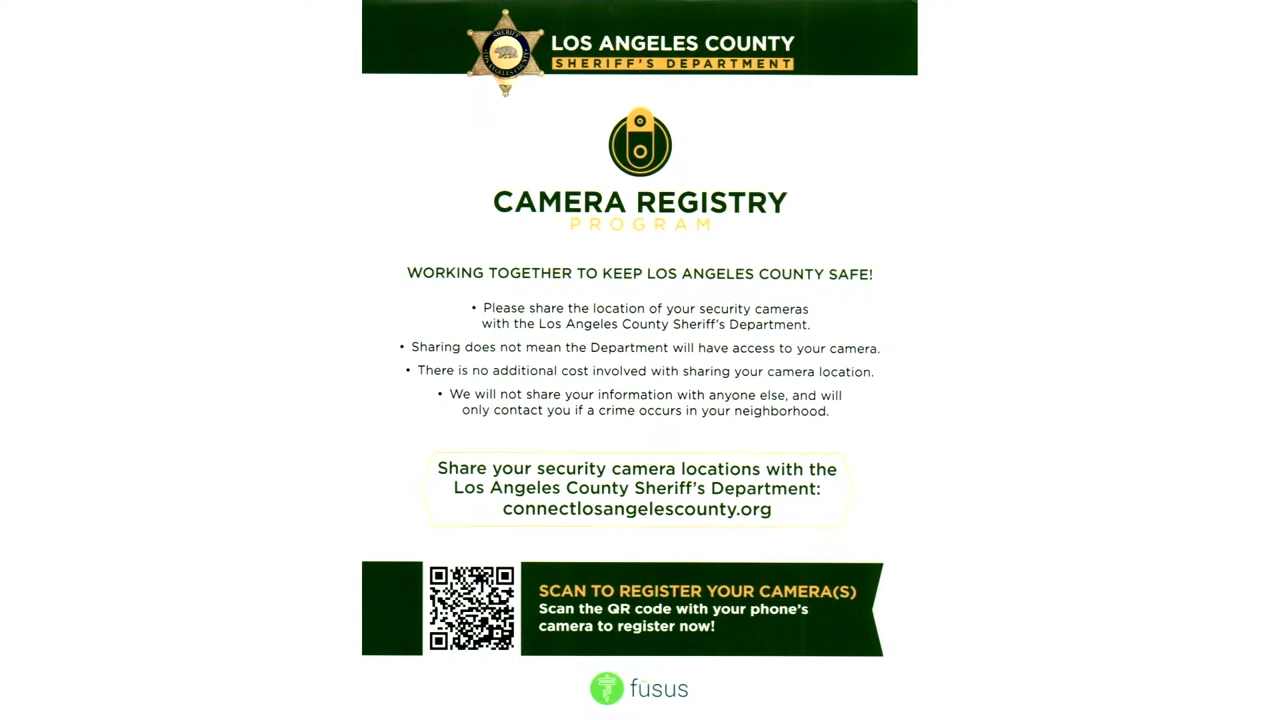 SHERIFF
LOS ANGELES COUNTY
LOS ANGELES COUNTY
SHERIFF'S DEPARTMENT
CAMERA REGISTRY
PROGRAM
WORKING TOGETHER TO KEEP LOS ANGELES COUNTY SAFE!
• Please share the location of your security cameras
with the Los Angeles County Sheriff's Department.
• Sharing does not mean the Department will have access to your camera.
• There is no additional cost involved with sharing your camera location.
• We will not share your information with anyone else, and will
only contact you if a crime occurs in your neighborhood.
Share your security camera locations with the
Los Angeles County Sheriff's Department:
connectlosangelescounty.org
SCAN TO REGISTER YOUR CAMERA(S)
Scan the QR code with your phone's
camera to register now!
fūsus